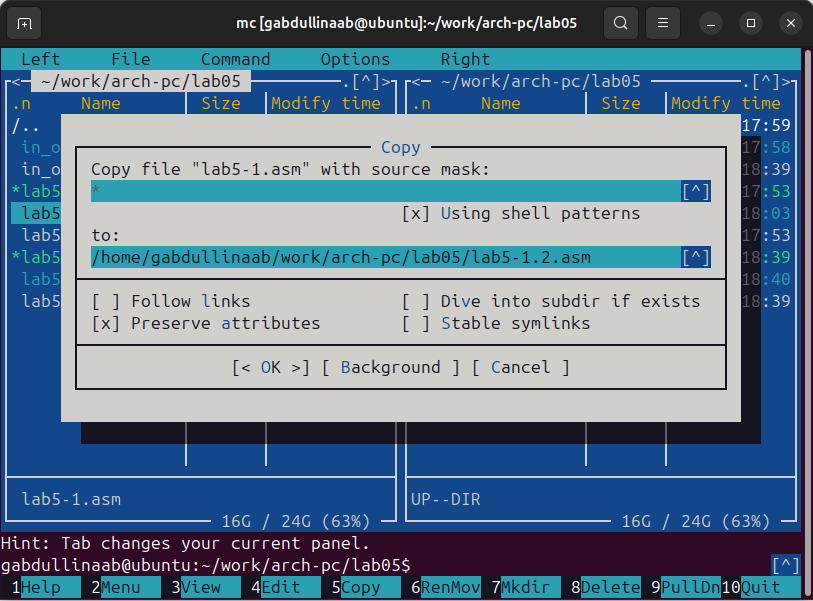 mc [gabdullinaab@ubuntu]:~/work/arch-pc/lab05
Left File Command Options Right
<─ ~/work/arch-pc/lab05 ─.[^]>
<─ ~/work/arch-pc/lab05 ─.[^]>
.n Name Size Modify time
.n Name Size Modify time
/.. 17:59
in_o 17:58
in_o 18:39
*lab5 17:53
lab5 18:03
lab5 17:53
*lab5 18:39
lab5 18:40
lab5 18:39
Copy
Copy file "lab5-1.asm" with source mask:
* [^]
[x] Using shell patterns
to:
/home/gabdullinaab/work/arch-pc/lab05/lab5-1.2.asm [^]
[ ] Follow links [ ] Dive into subdir if exists
[x] Preserve attributes [ ] Stable symlinks
[< OK >] [ Background ] [ Cancel ]
lab5-1.asm UP--DIR
16G / 24G (63%) 16G / 24G (63%)
Hint: Tab changes your current panel.
gabdullinaab@ubuntu:~/work/arch-pc/lab05$ [^]
1Help 2Menu 3View 4Edit 5Copy 6RenMov 7Mkdir 8Delete 9PullDn 10Quit